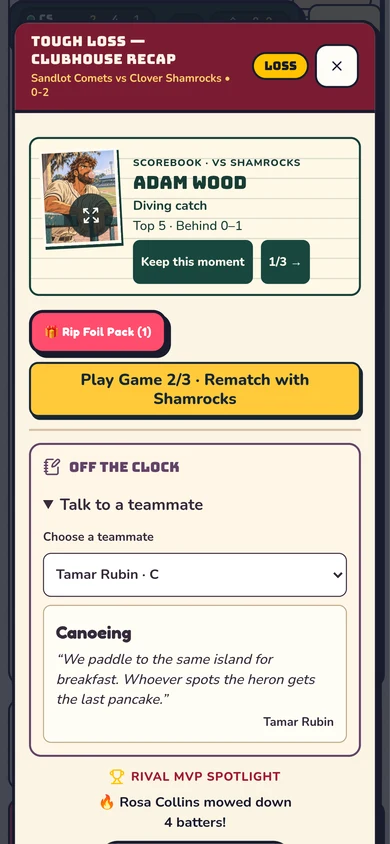 TOUGH LOSS —
CLUBHOUSE RECAP
Sandlot Comets vs Clover Shamrocks •
0-2
LOSS
×
SCOREBOOK · VS SHAMROCKS
ADAM WOOD
Diving catch
Top 5 · Behind 0–1
Keep this moment
1/3 →
🎁 Rip Foil Pack (1)
Play Game 2/3 · Rematch with
Shamrocks
OFF THE CLOCK
▼ Talk to a teammate
Choose a teammate
Tamar Rubin · C
Canoeing
“We paddle to the same island for
breakfast. Whoever spots the heron gets
the last pancake.”
Tamar Rubin
🏆 RIVAL MVP SPOTLIGHT
🔥 Rosa Collins mowed down
4 batters!